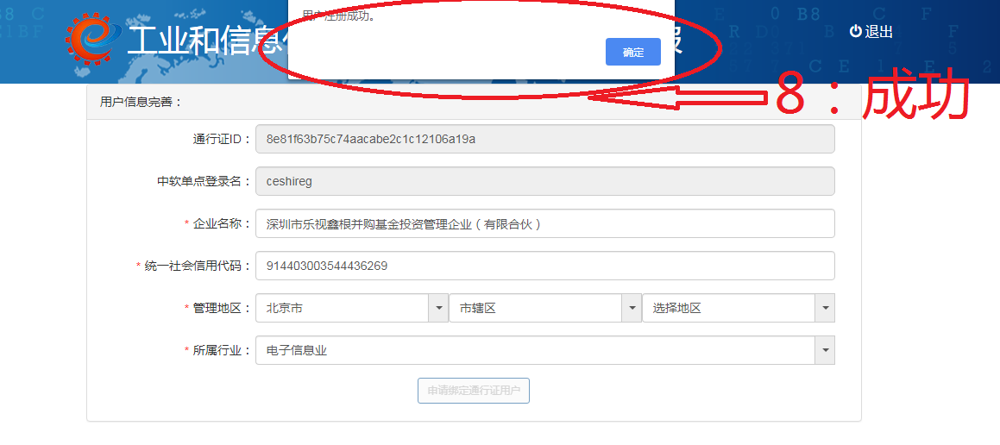 用户注册成功。
工业和信息
报
退出
确定
8：成功
用户信息完善：
通行证ID： 8e81f63b75c74aacabe2c1c12106a19a
中软单点登录名： ceshireg
* 企业名称： 深圳市乐视鑫根并购基金投资管理企业（有限合伙）
* 统一社会信用代码： 914403003544436269
* 管理地区： 北京市 市辖区 选择地区
* 所属行业： 电子信息业
申请绑定通行证用户